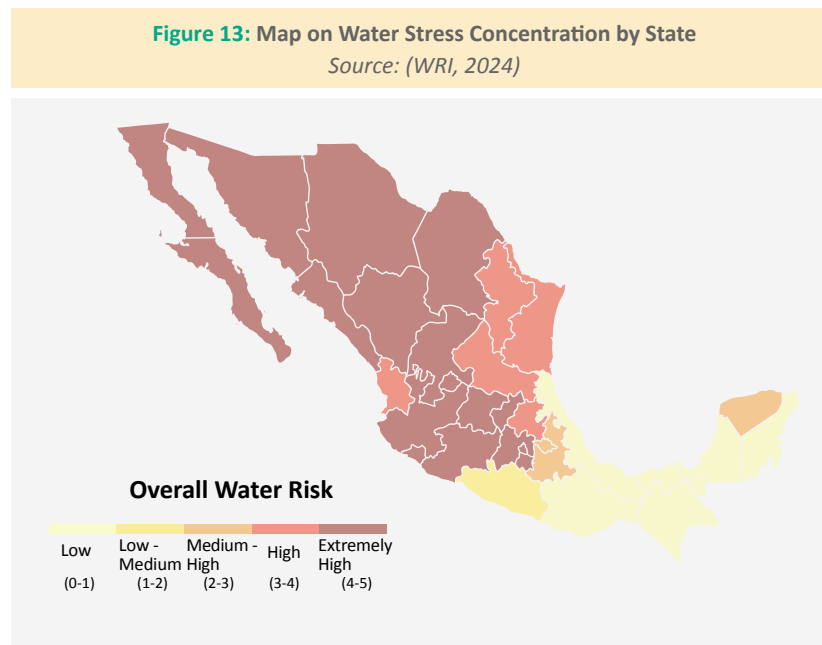 Figure 13: Map on Water Stress Concentration by State
Source: (WRI, 2024)
Overall Water Risk
Low
(0-1)
Low -
Medium
(1-2)
Medium -
High
(2-3)
High
(3-4)
Extremely
High
(4-5)